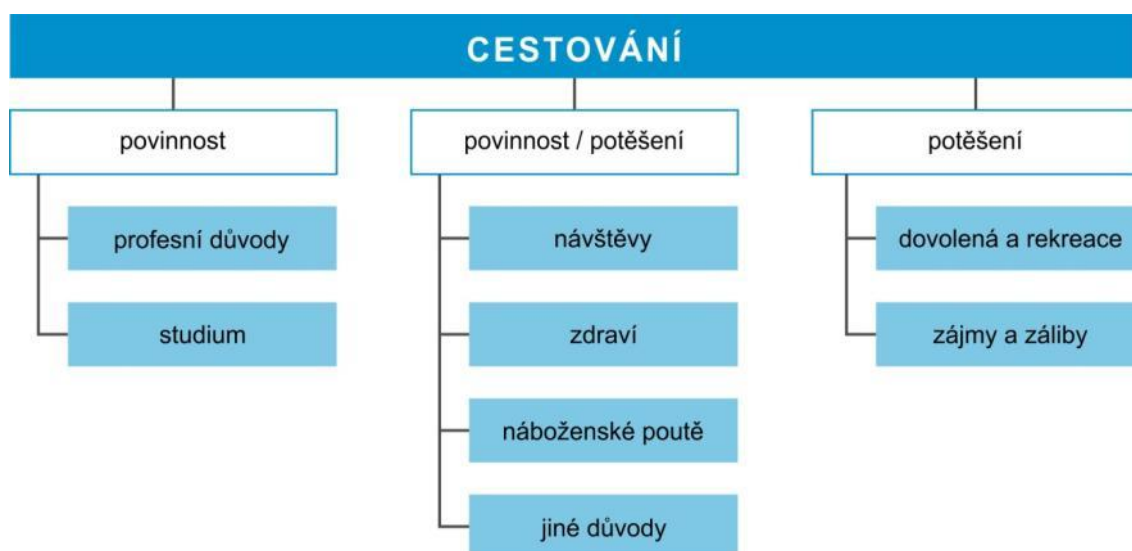 CESTOVÁNÍ
povinnost
profesní důvody
studium
povinnost / potěšení
návštěvy
zdraví
náboženské poutě
jiné důvody
potěšení
dovolená a rekreace
zájmy a záliby